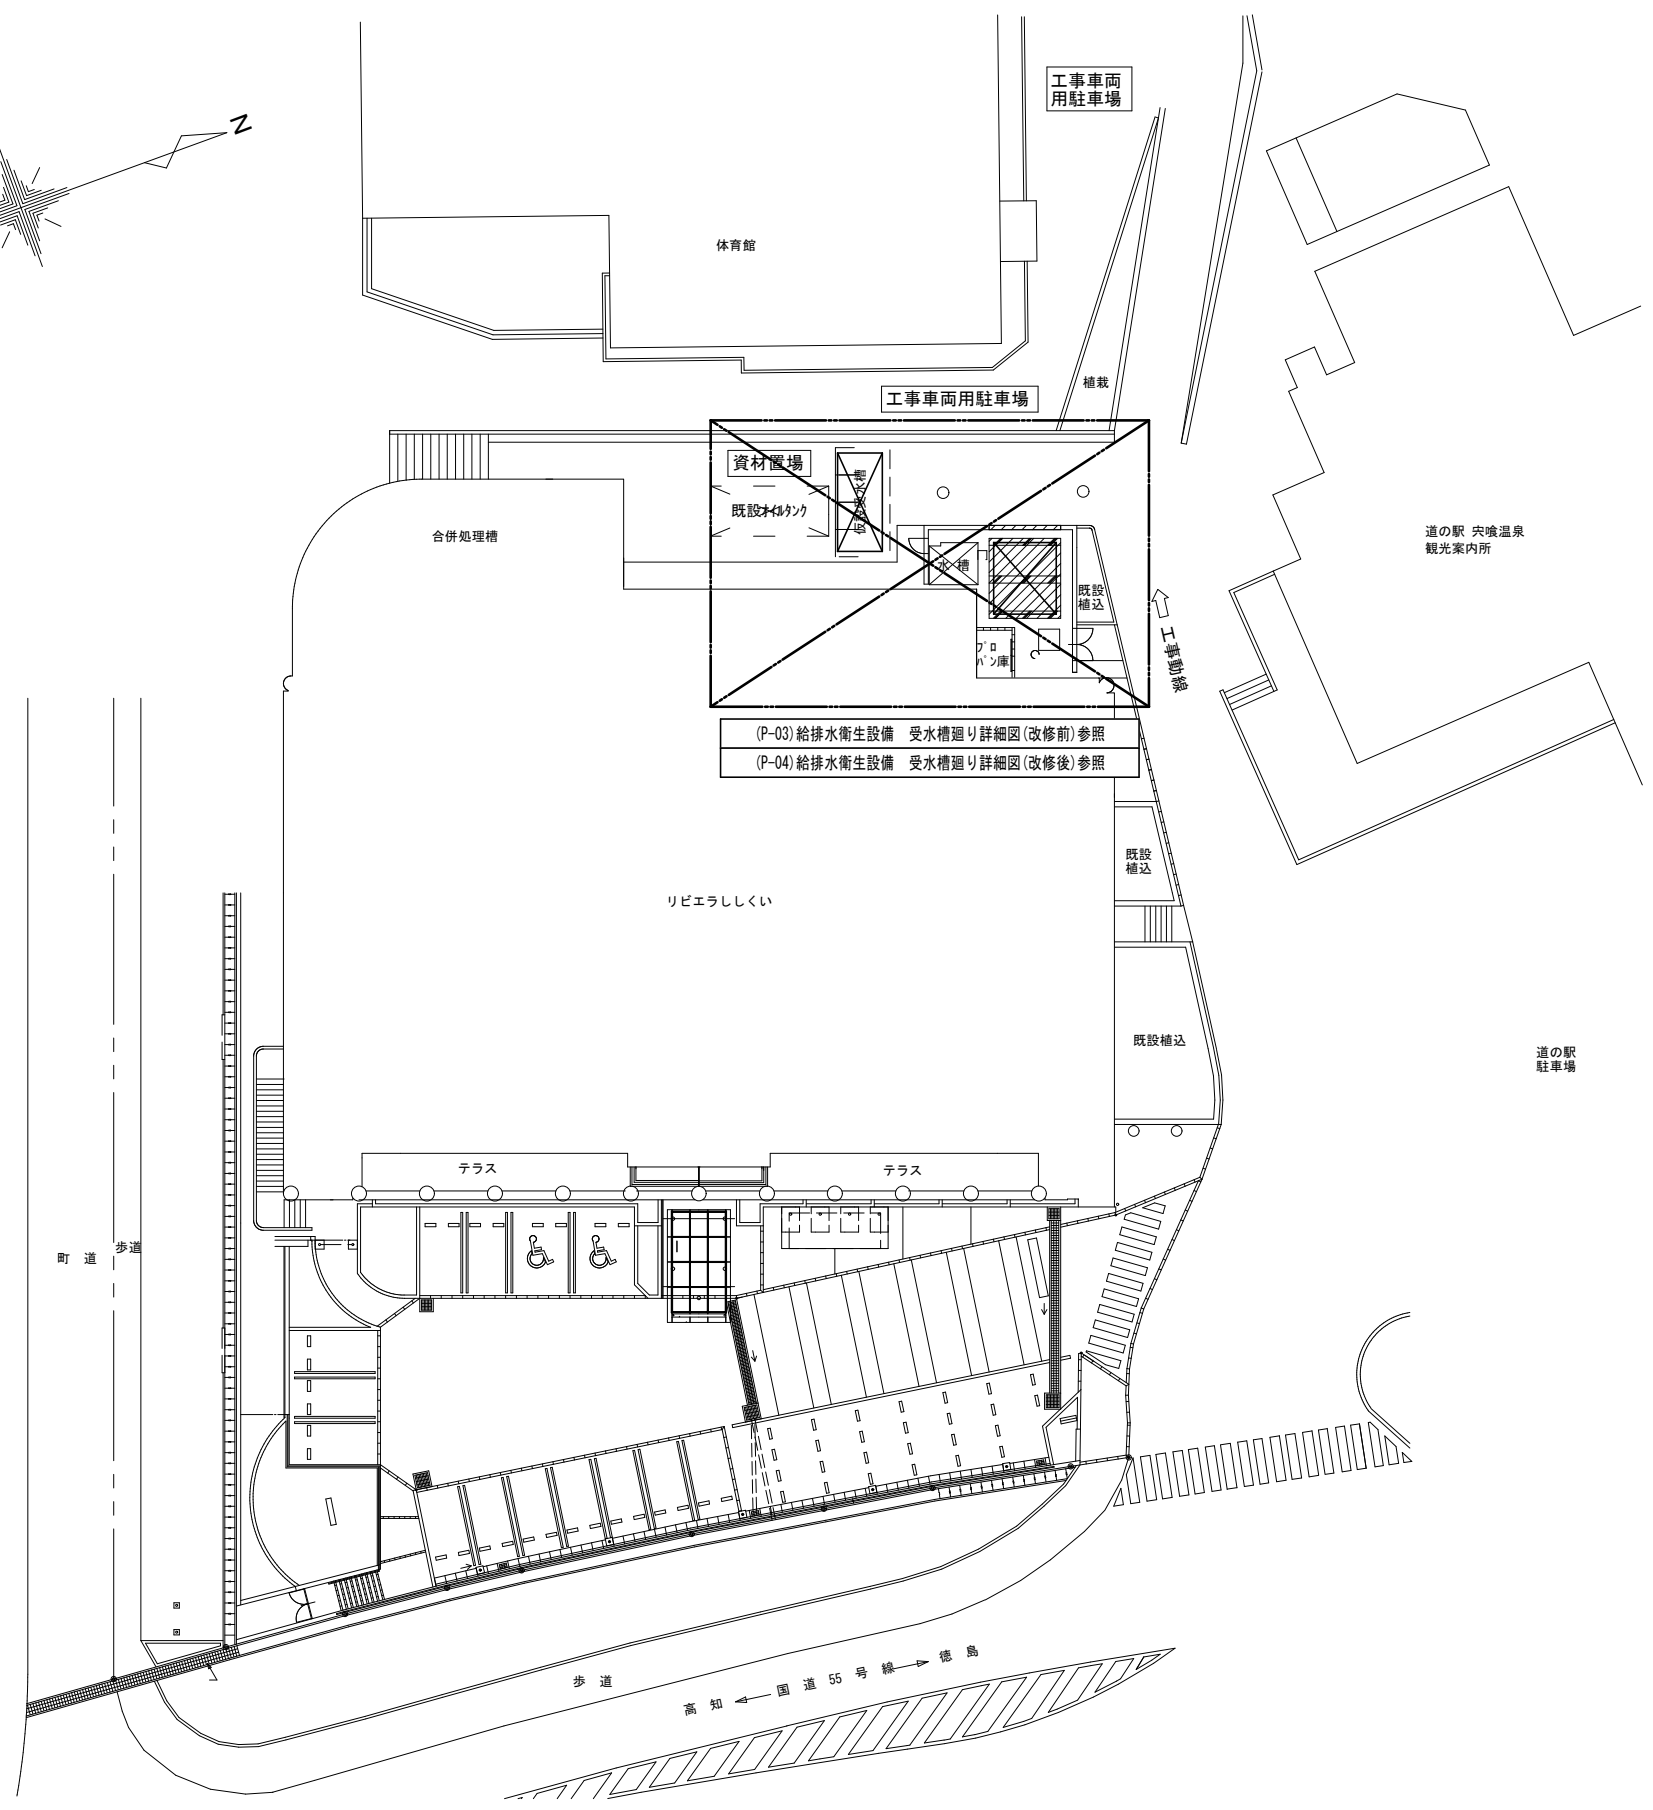 工事車両
用駐車場
N
体育館
植栽
工事車両用駐車場
資材置場
既設オイルタンク
仮設受水槽
合併処理槽
水槽
既設
植込
プロ
パン庫
工事動線
道の駅 宍喰温泉
観光案内所
(P-03)給排水衛生設備 受水槽廻り詳細図(改修前)参照
(P-04)給排水衛生設備 受水槽廻り詳細図(改修後)参照
既設
植込
リビエラししくい
既設植込
道の駅
駐車場
テラス
テラス
町 道
歩道
歩 道
高 知 国 道 55 号 線 徳 島